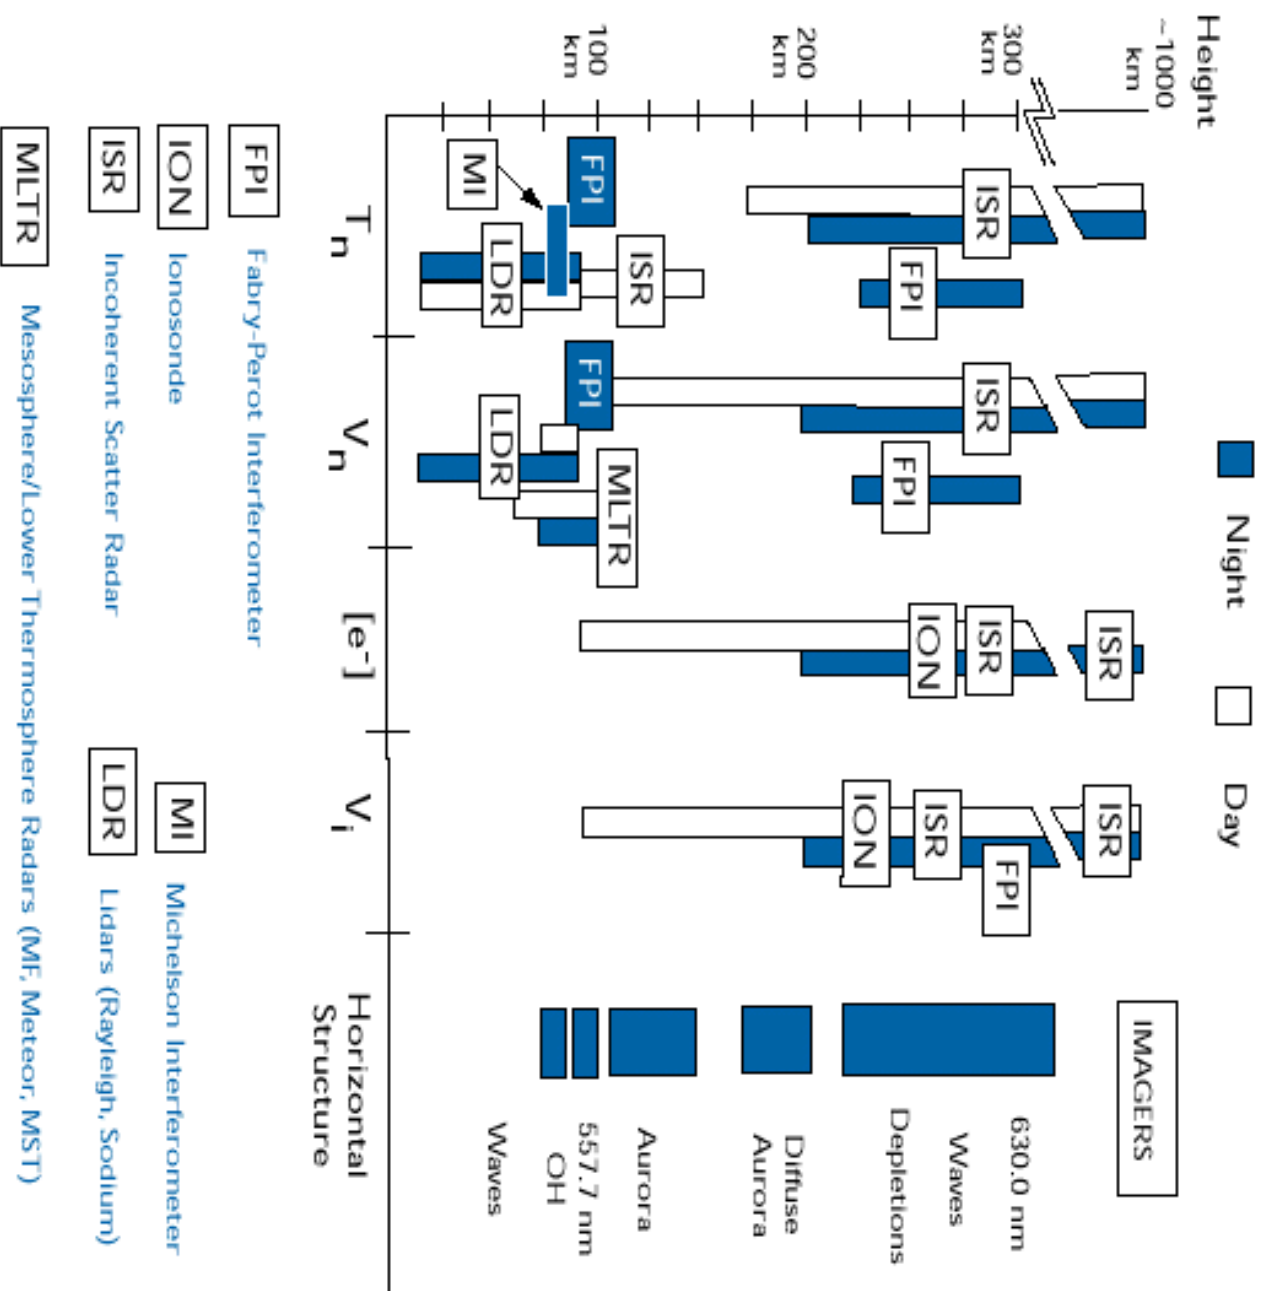 Height
Night
Day
~1000
km
300
km
200
km
100
km
ISR
ISR
ISR
ISR
IMAGERS
ISR
FPI
ISR
FPI
ISR
ION
FPI
ISR
ION
630.0 nm
Waves
Depletions
Diffuse
Aurora
Aurora
557.7 nm
OH
Waves
FPI
ISR
MI
LDR
FPI
LDR
MLTR
Tn
Vn
[e-]
Vi
Horizontal
Structure
FPI Fabry-Perot Interferometer
ION Ionosonde
MI Michelson Interferometer
ISR Incoherent Scatter Radar
LDR Lidars (Rayleigh, Sodium)
MLTR Mesosphere/Lower Thermosphere Radars (MF, Meteor, MST)